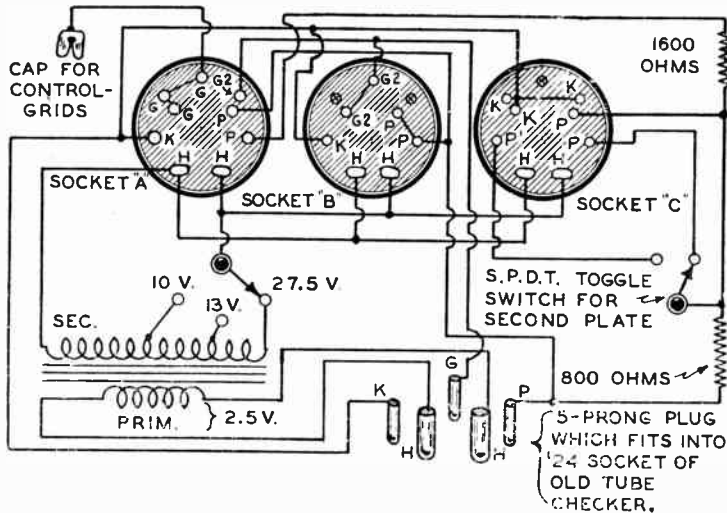 CAP FOR
CONTROL-
GRIDS
G
G2
G
G
P
K
P
H H
SOCKET "A"
G2
G2
P
K
P
H H
SOCKET "B"
K
K
K
P
P
P
H H
SOCKET "C"
1600
OHMS
10 V.
13 V.
27.5 V.
SEC.
PRIM.
2.5 V.
S.P.D.T. TOGGLE
SWITCH FOR
SECOND PLATE
800 OHMS
K
H
G
H
P
5-PRONG PLUG
WHICH FITS INTO
'24 SOCKET OF
OLD TUBE
CHECKER.